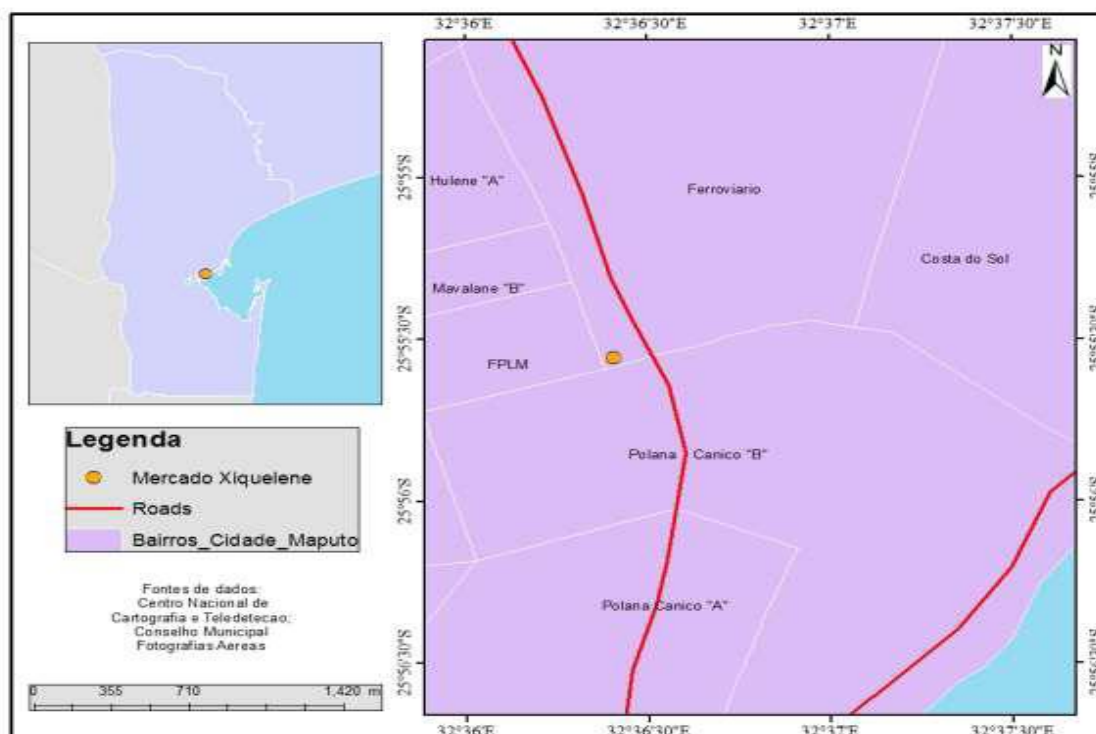 32°36'E 32°36'30"E 32°37'E 32°37'30"E
N
25°55'S
Hulene "A"
Ferroviario
Costa do Sol
Mavalane "B"
25°55'30"S
FPLM
Polana Canico "B"
25°56'S
Polana Canico "A"
25°56'30"S
32°36'E 32°36'30"E 32°37'E 32°37'30"E
Legenda
Mercado Xiquelene
Roads
Bairros_Cidade_Maputo
Fontes de dados:
Centro Nacional de
Cartografia e Teledetecao;
Conselho Municipal
Fotografias Aereas
0 355 710 1,420 m